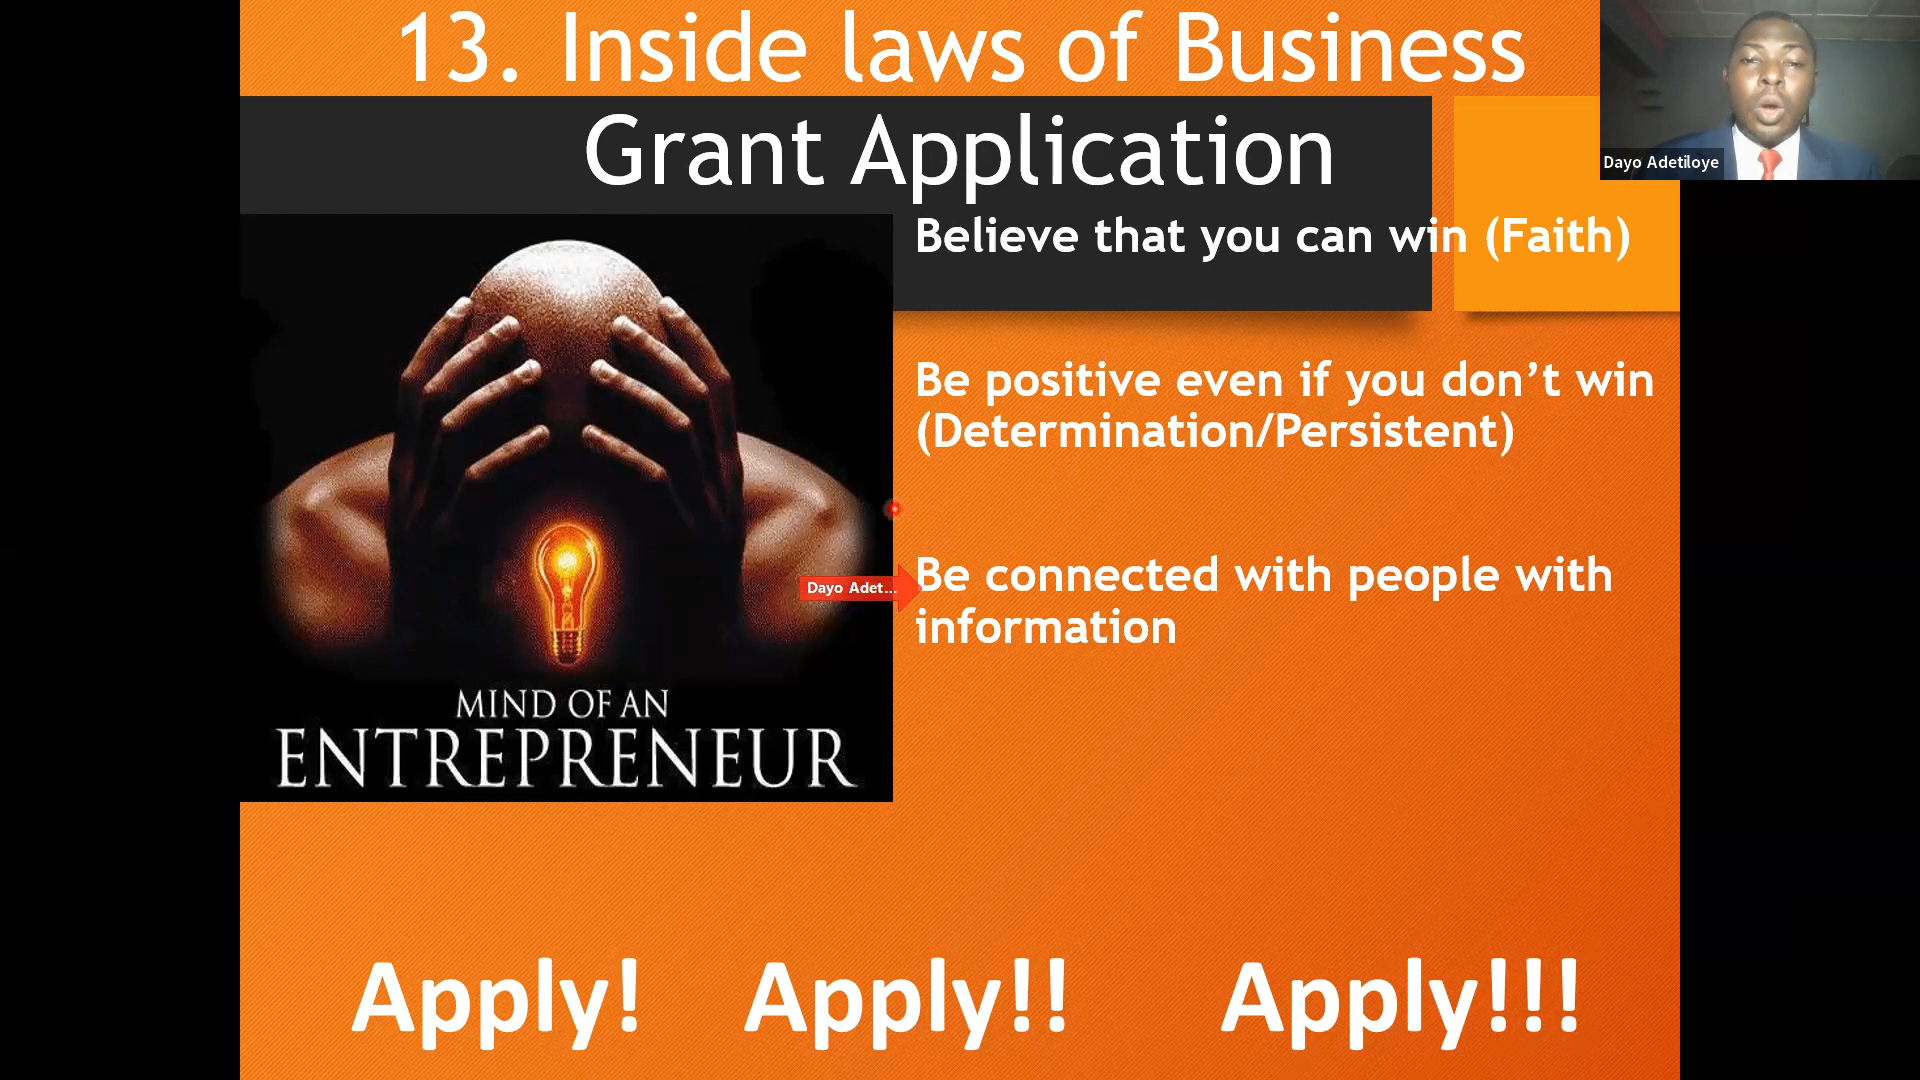 13. Inside laws of Business
Grant Application
Dayo Adetiloye
Believe that you can win (Faith)
Be positive even if you don’t win
(Determination/Persistent)
Dayo Adet...
Be connected with people with
information
MIND OF AN
ENTREPRENEUR
Apply! Apply!! Apply!!!